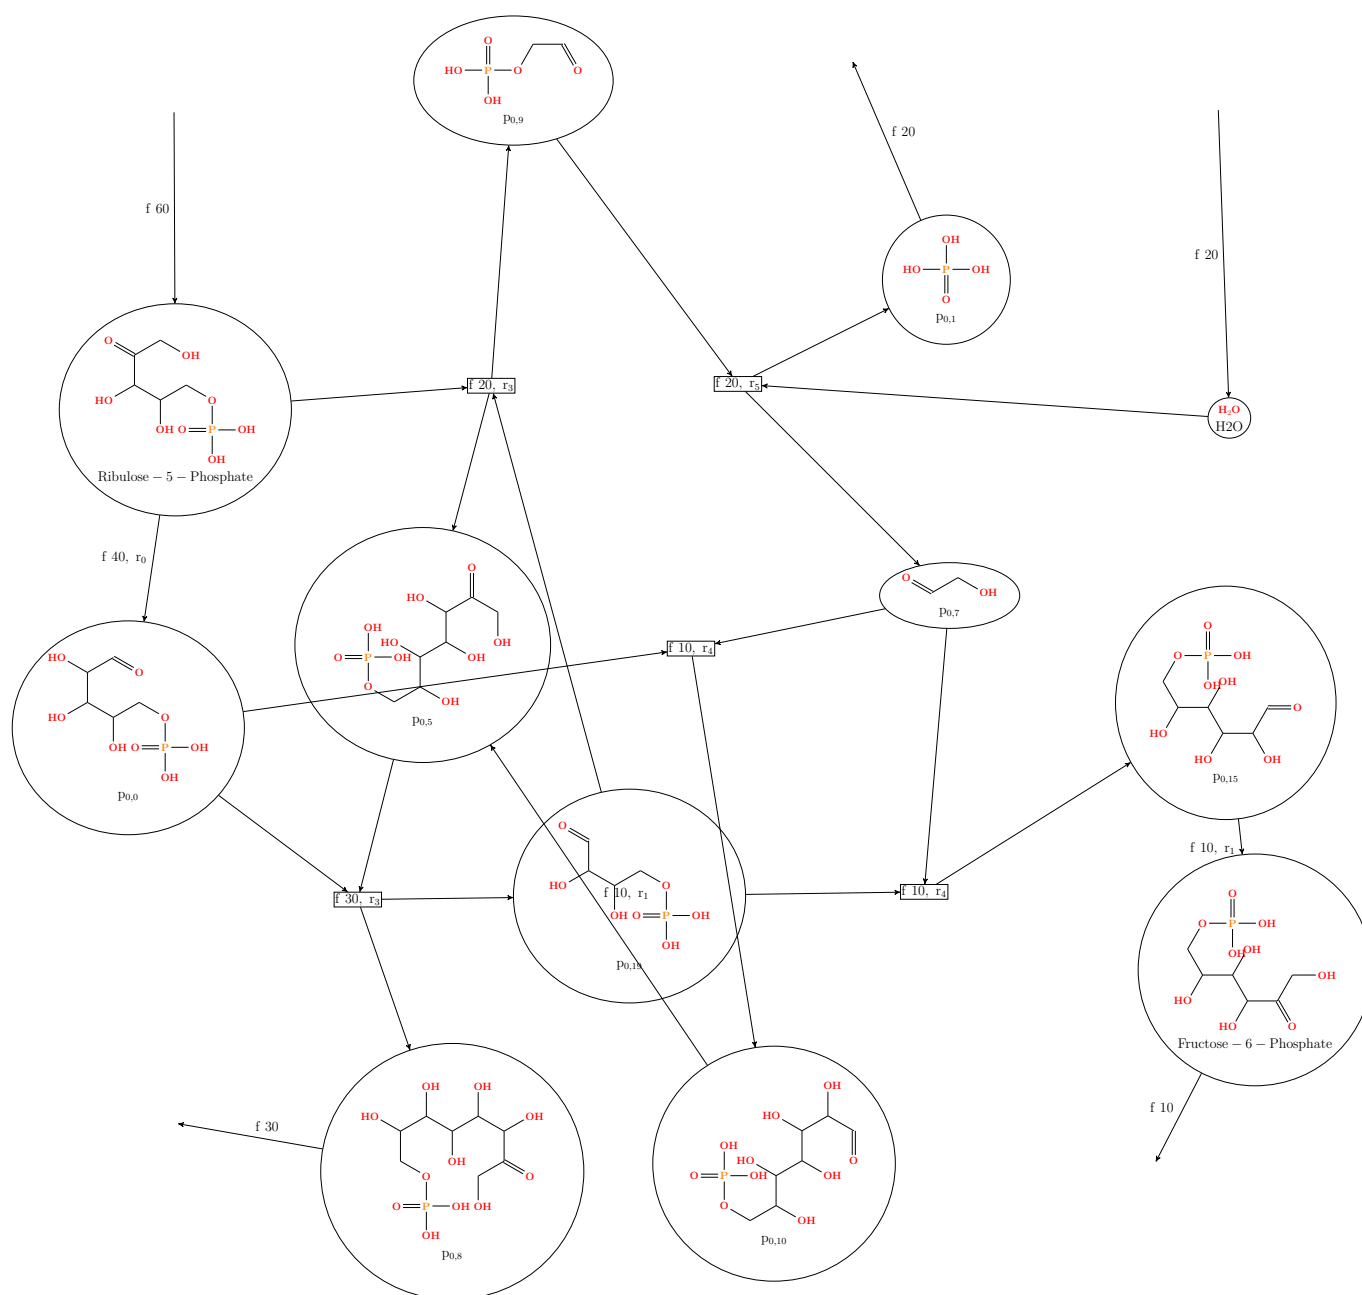 O
HO P O O
OH
p0,9
f 20
f 60
OH
HO P OH
O
p0,1
f 20
O
OH
HO O
OH O P OH
OH
Ribulose − 5 − Phosphate
f 20, r3
f 20, r5
H2O
H2O
f 40, r0
O
HO
OH
HO OH
OH
O P OH
O
OH
p0,5
O
OH
p0,7
HO
O
HO O
OH O P OH
OH
p0,0
f 10, r4
O
O P OH
OH OH
O
HO
HO OH
p0,15
O
HO
O
f 10, r1
OH O P OH
OH
p0,19
f 30, r3
f 10, r4
f 10, r1
O
O P OH
OH OH
OH
HO
HO O
Fructose − 6 − Phosphate
f 10
f 30
OH OH
HO OH
OH
O O
O P OH OH
OH
p0,8
OH
HO
OH
HO O
O P OH OH
O
OH
p0,10